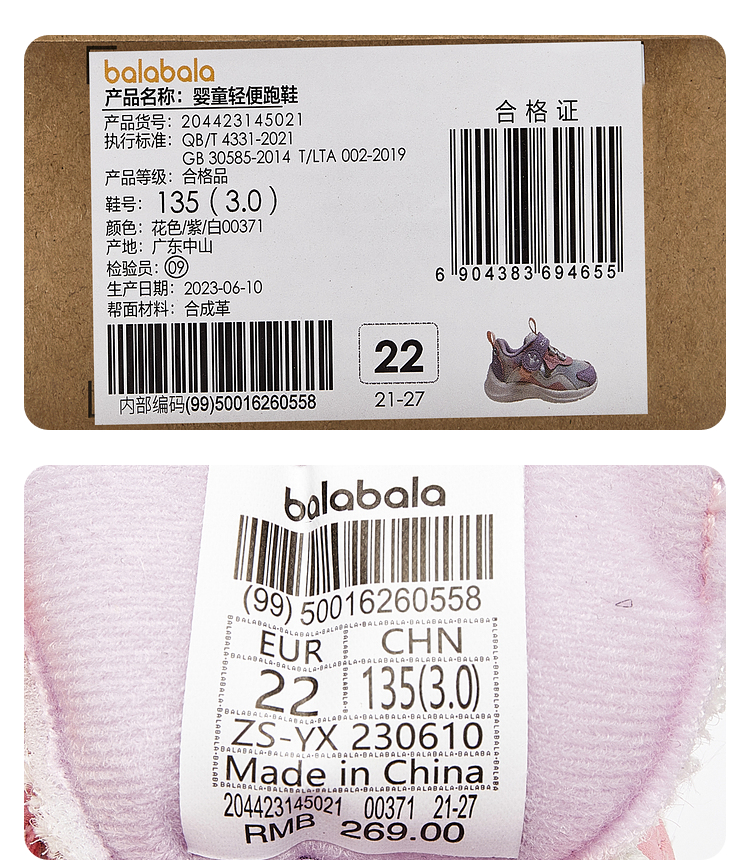 balabala
产品名称：婴童轻便跑鞋
产品货号：204423145021
执行标准：QB/T 4331-2021
GB 30585-2014 T/LTA 002-2019
产品等级：合格品
鞋号：135（3.0）
颜色：花色/紫/白00371
产地：广东中山
检验员：09
生产日期：2023-06-10
帮面材料：合成革
内部编码(99)50016260558
合格证
6 904383 694655
22
21-27
balabala
(99) 50016260558
EUR CHN
22 135(3.0)
ZS-YX 230610
Made in China
204423145021 00371 21-27
RMB 269.00